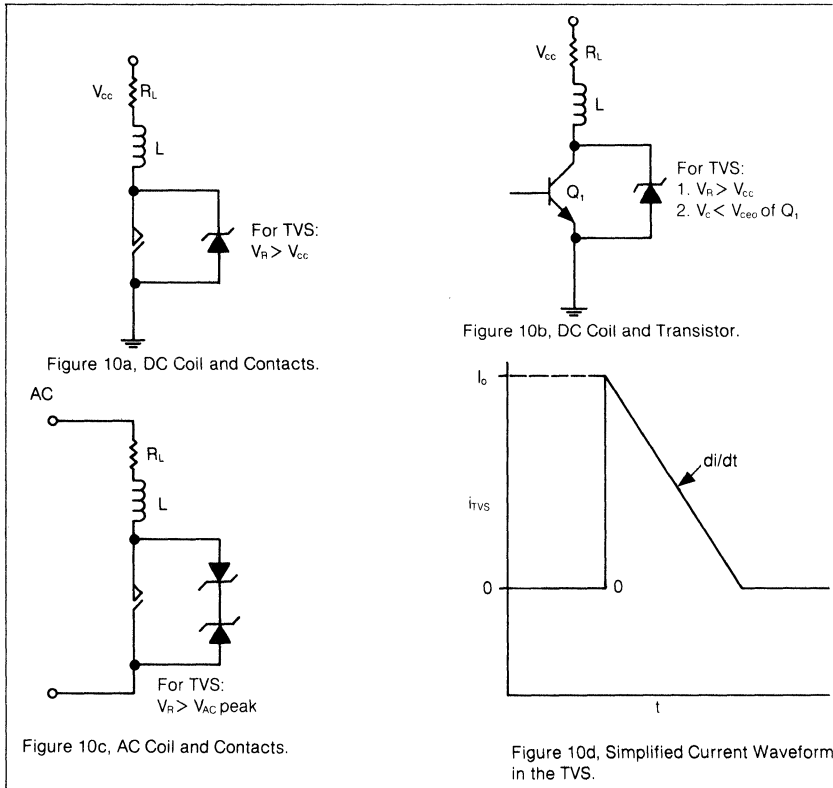 Vcc RL
L
For TVS:
VR > Vcc
Figure 10a, DC Coil and Contacts.
Vcc RL
L
Q1
For TVS:
1. VR > Vcc
2. Vc < Vceo of Q1
Figure 10b, DC Coil and Transistor.
AC
RL
L
For TVS:
VR > VAC peak
Figure 10c, AC Coil and Contacts.
Io
di/dt
iTVS
0
0
t
Figure 10d, Simplified Current Waveform
in the TVS.